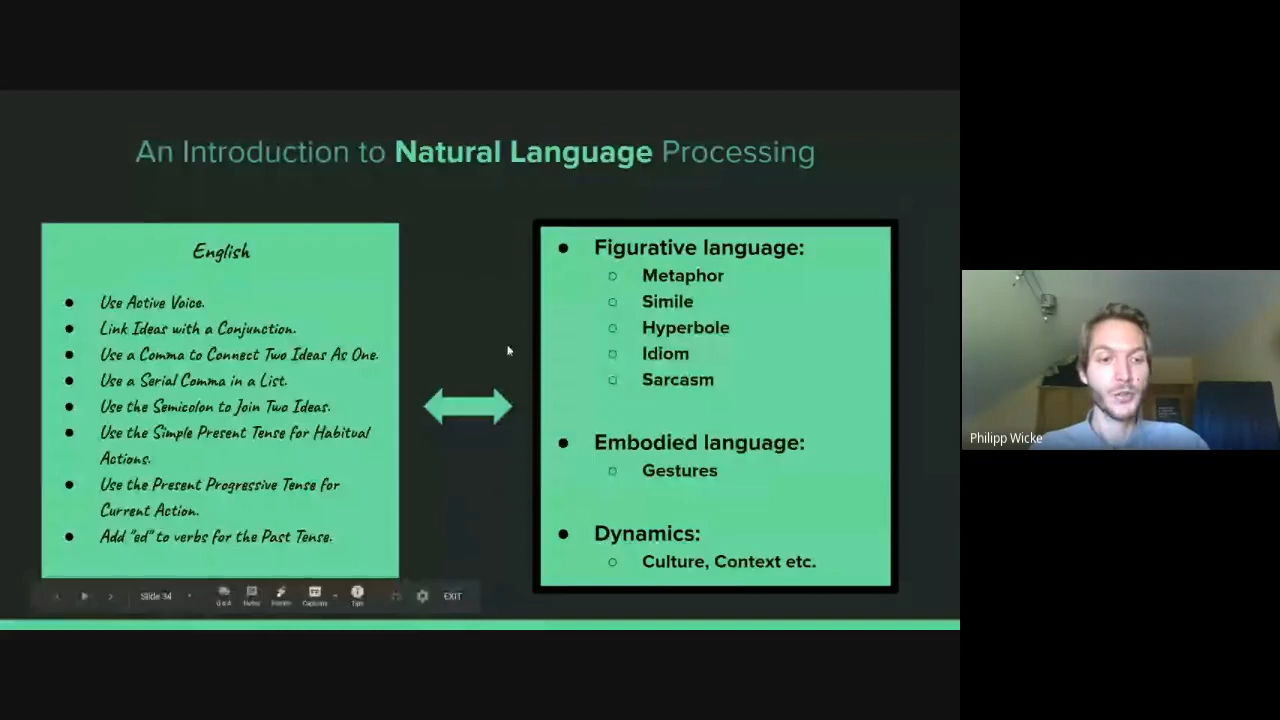 An Introduction to Natural Language Processing
English
Use Active Voice.
Link Ideas with a Conjunction.
Use a Comma to Connect Two Ideas As One.
Use a Serial Comma in a List.
Use the Semicolon to Join Two Ideas.
Use the Simple Present Tense for Habitual
Actions.
Use the Present Progressive Tense for
Current Action.
Add "ed" to verbs for the Past Tense.
Figurative language:
Metaphor
Simile
Hyperbole
Idiom
Sarcasm
Embodied language:
Gestures
Dynamics:
Culture, Context etc.
Slide 34
Q&A
Notes
Pointer
Captions
Tips
EXIT
Philipp Wicke